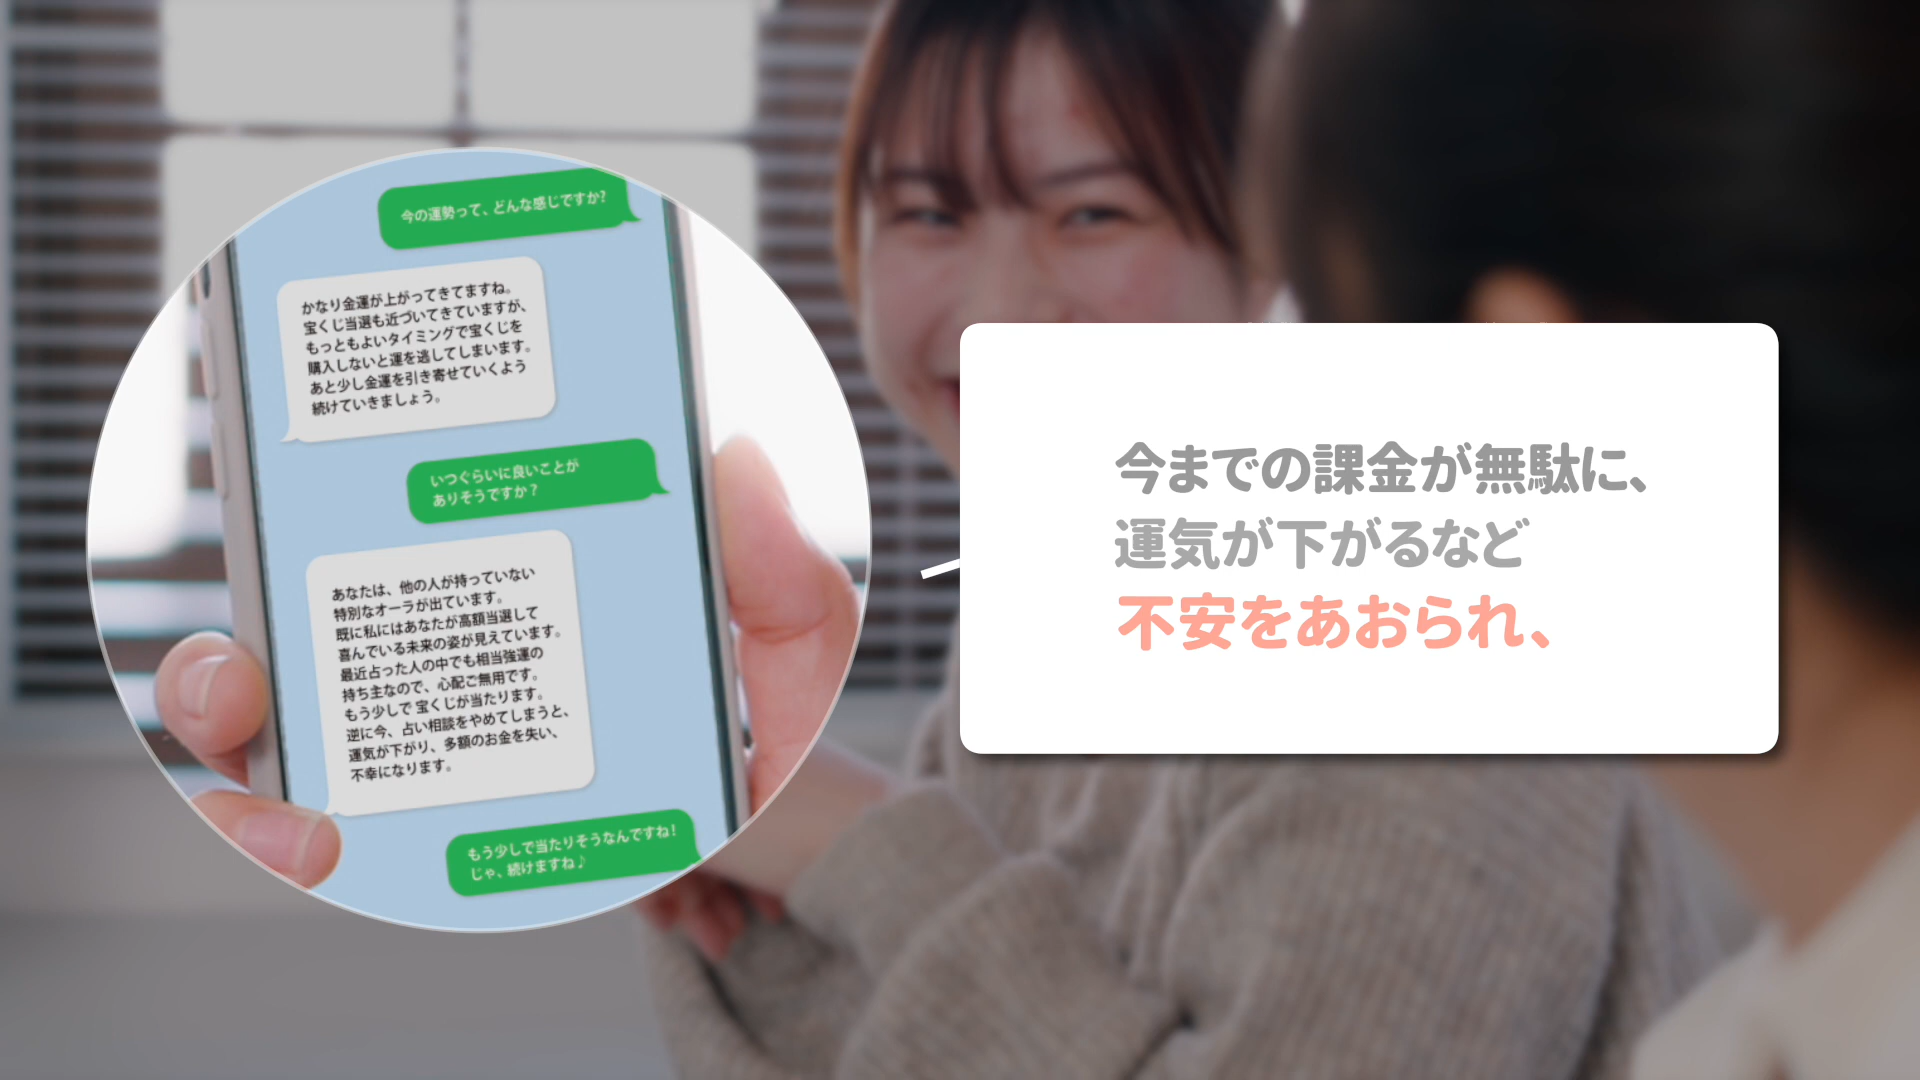 今の運勢って、どんな感じですか?
かなり金運が上がってきてますね。
宝くじ当選も近づいてきていますが、
もっともよいタイミングで宝くじを
購入しないと運を逃してしまいます。
あと少し金運を引き寄せていくよう
続けていきましょう。
いつぐらいに良いことが
ありそうですか?
あなたは、他の人が持っていない
特別なオーラが出ています。
既に私にはあなたが高額当選して
喜んでいる未来の姿が見えています。
最近占った人の中でも相当強運の
持ち主なので、心配ご無用です。
もう少しで 宝くじが当たります。
逆に今、占い相談をやめてしまうと、
運気が下がり、多額のお金を失い、
不幸になります。
もう少しで当たりそうなんですね!
じゃ、続けますね♪
今までの課金が無駄に、
運気が下がるなど
不安をあおられ、